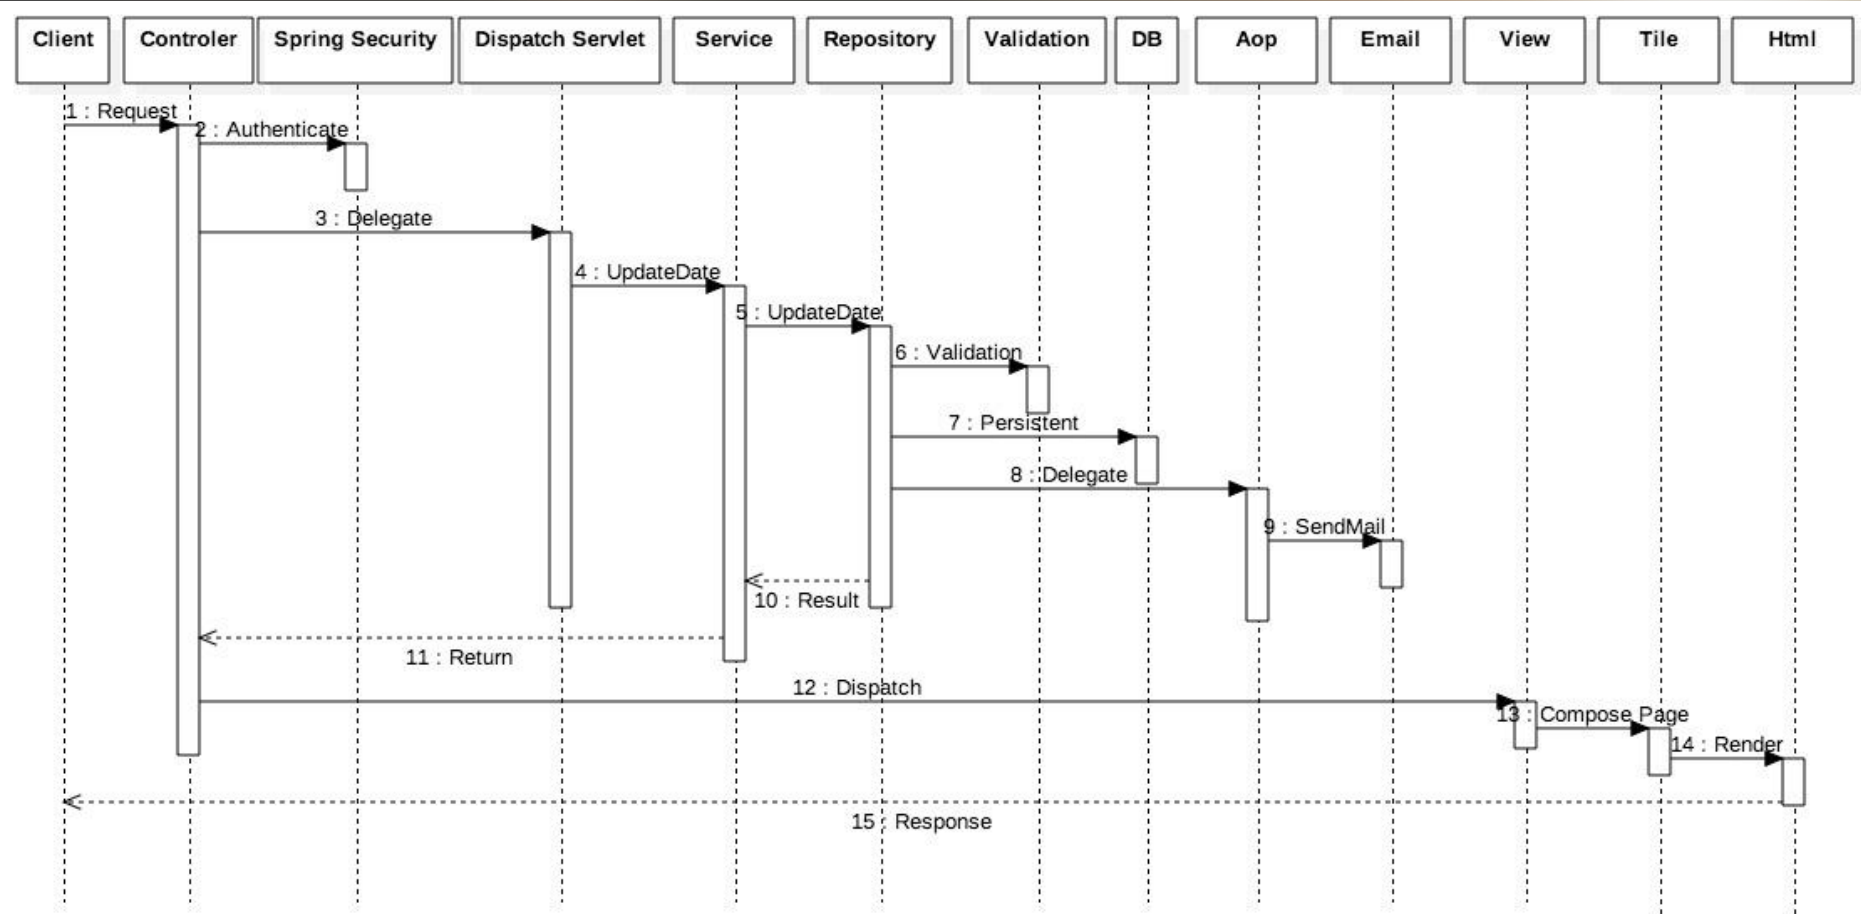 Client
Controler
Spring Security
Dispatch Servlet
Service
Repository
Validation
DB
Aop
Email
View
Tile
Html
1 : Request
2 : Authenticate
3 : Delegate
4 : UpdateDate
5 : UpdateDate
6 : Validation
7 : Persistent
8 : Delegate
9 : SendMail
10 : Result
11 : Return
12 : Dispatch
13 : Compose Page
14 : Render
15 : Response